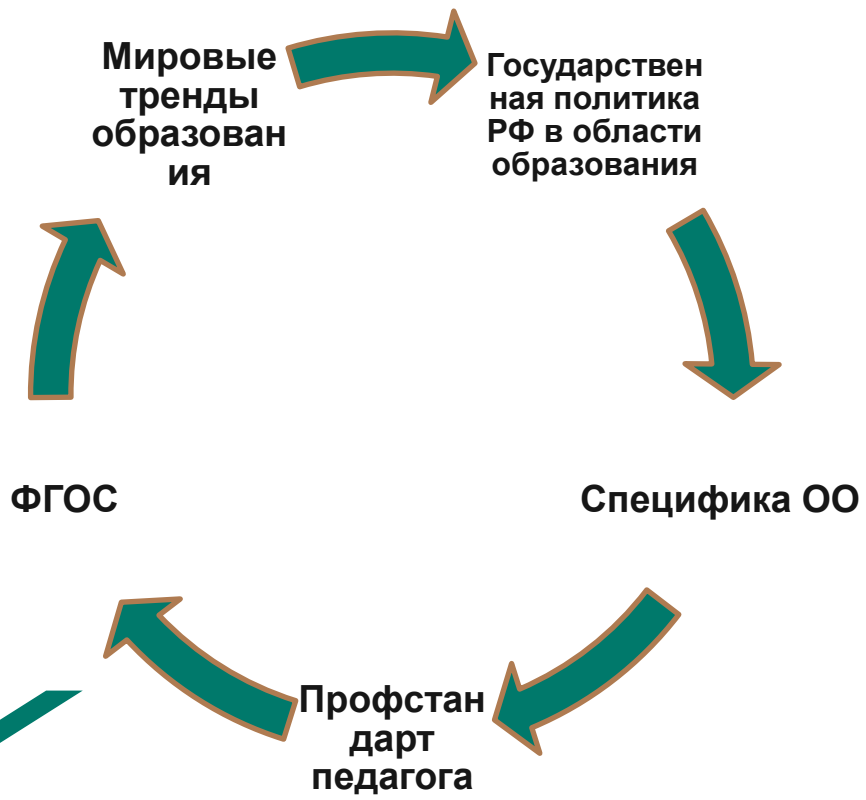 Мировые
тренды
образован
ия
Государствен
ная политика
РФ в области
образования
Специфика ОО
Профстан
дарт
педагога
ФГОС